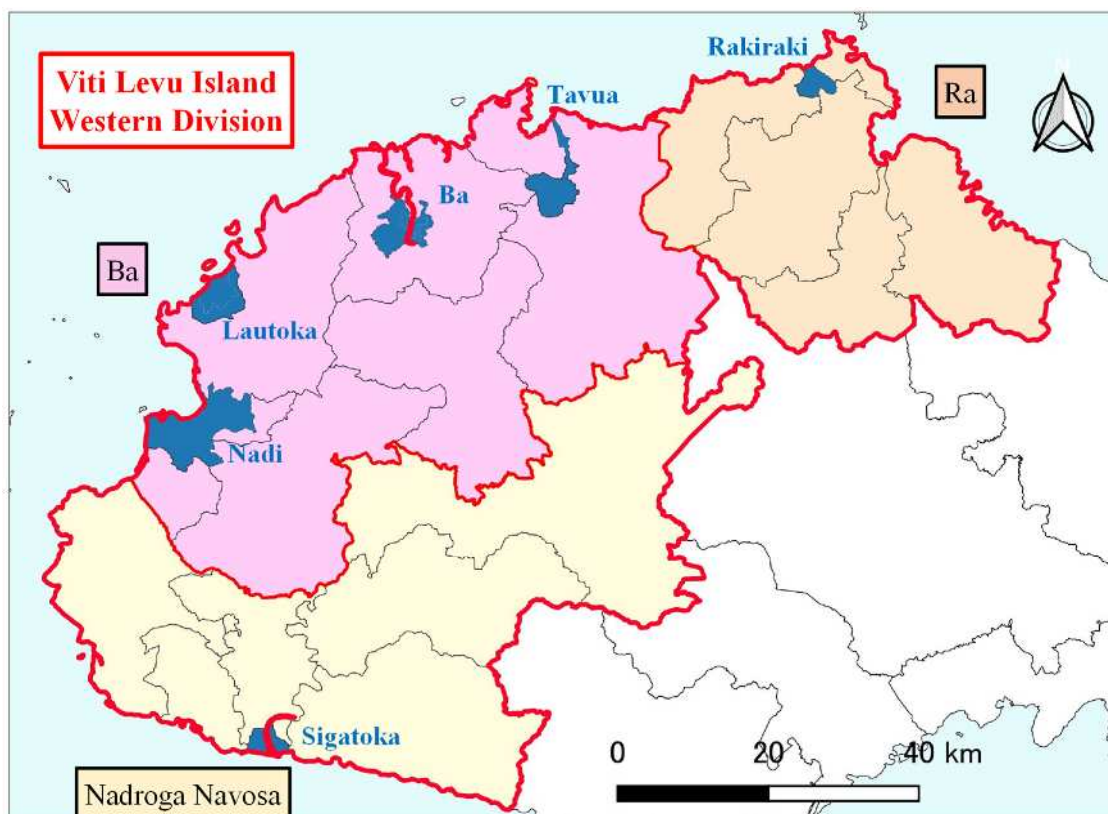 Viti Levu Island
Western Division
Rakiraki
Ra
N
Tavua
Ba
Ba
Lautoka
Nadi
Sigatoka
Nadroga Navosa
0 20 40 km